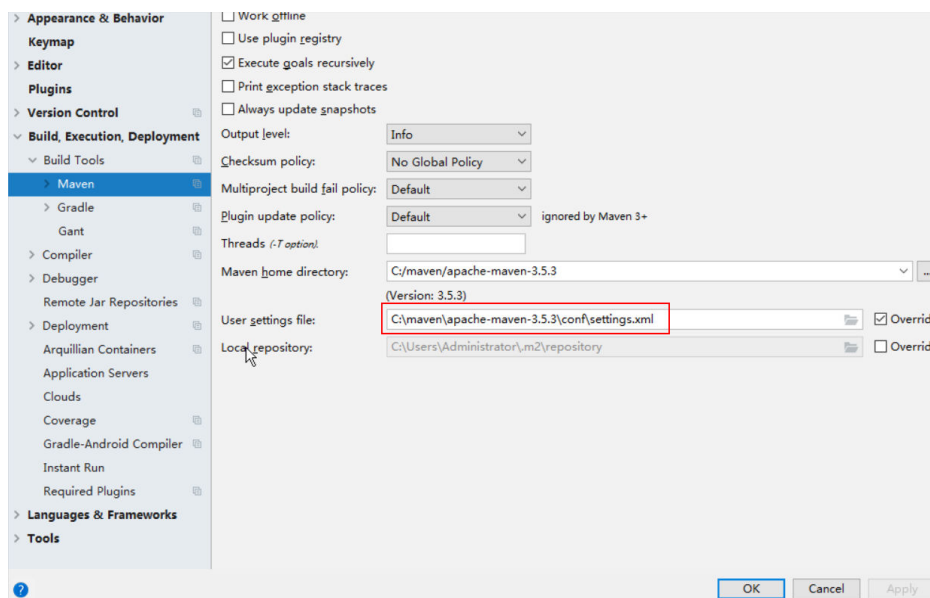 Appearance & Behavior
Keymap
Editor
Plugins
Version Control
Build, Execution, Deployment
Build Tools
Maven
Gradle
Gant
Compiler
Debugger
Remote Jar Repositories
Deployment
Arquillian Containers
Application Servers
Clouds
Coverage
Gradle-Android Compiler
Instant Run
Required Plugins
Languages & Frameworks
Tools
Work offline
Use plugin registry
Execute goals recursively
Print exception stack traces
Always update snapshots
Output level: Info
Checksum policy: No Global Policy
Multiproject build fail policy: Default
Plugin update policy: Default ignored by Maven 3+
Threads (-T option).
Maven home directory: C:/maven/apache-maven-3.5.3 ...
(Version: 3.5.3)
User settings file: C:\maven\apache-maven-3.5.3\conf\settings.xml Overrid
Local repository: C:\Users\Administrator\.m2\repository Overrid
? OK Cancel Apply